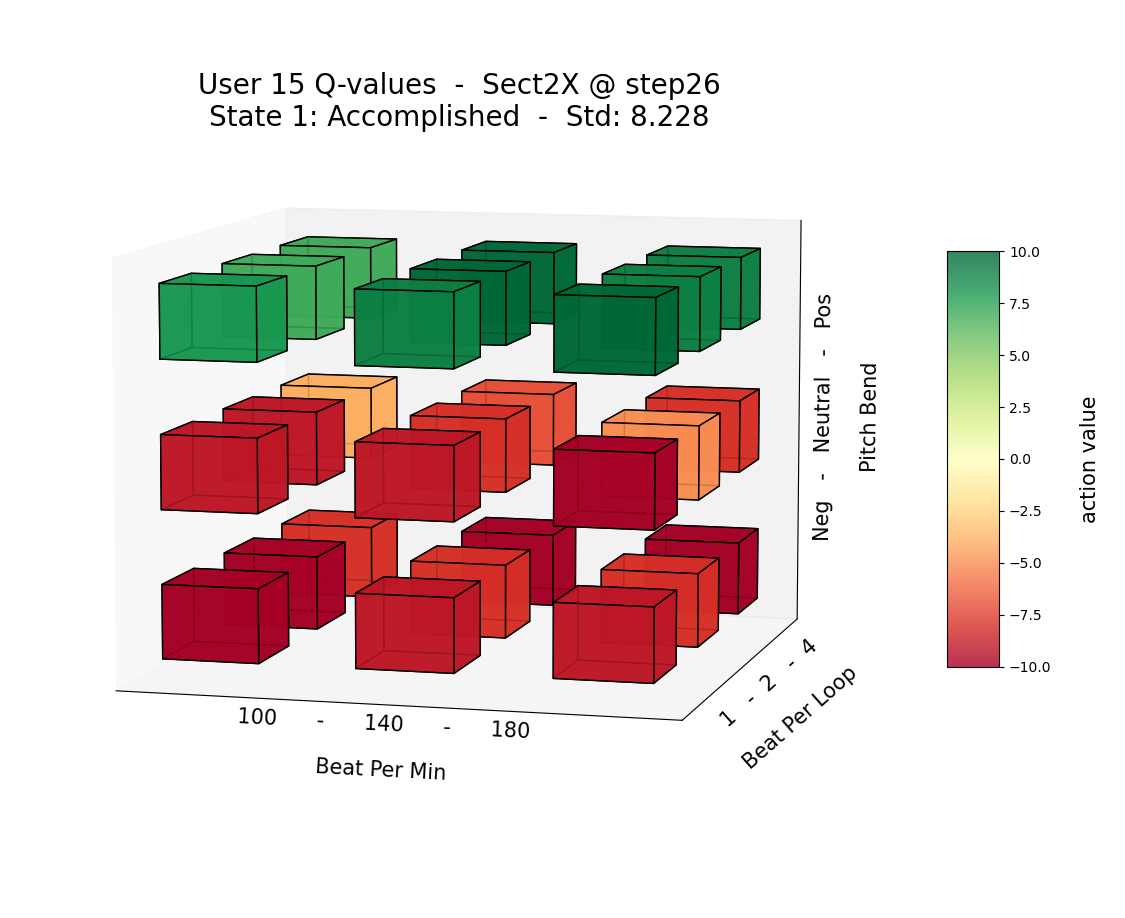 User 15 Q-values  -  Sect2X @ step26
State 1: Accomplished  -  Std: 8.228
Neg  -  Neutral  -  Pos
Pitch Bend
1  -  2  -  4
Beat Per Loop
100  -  140  -  180
Beat Per Min
10.0
7.5
5.0
2.5
0.0
−2.5
−5.0
−7.5
−10.0
action value